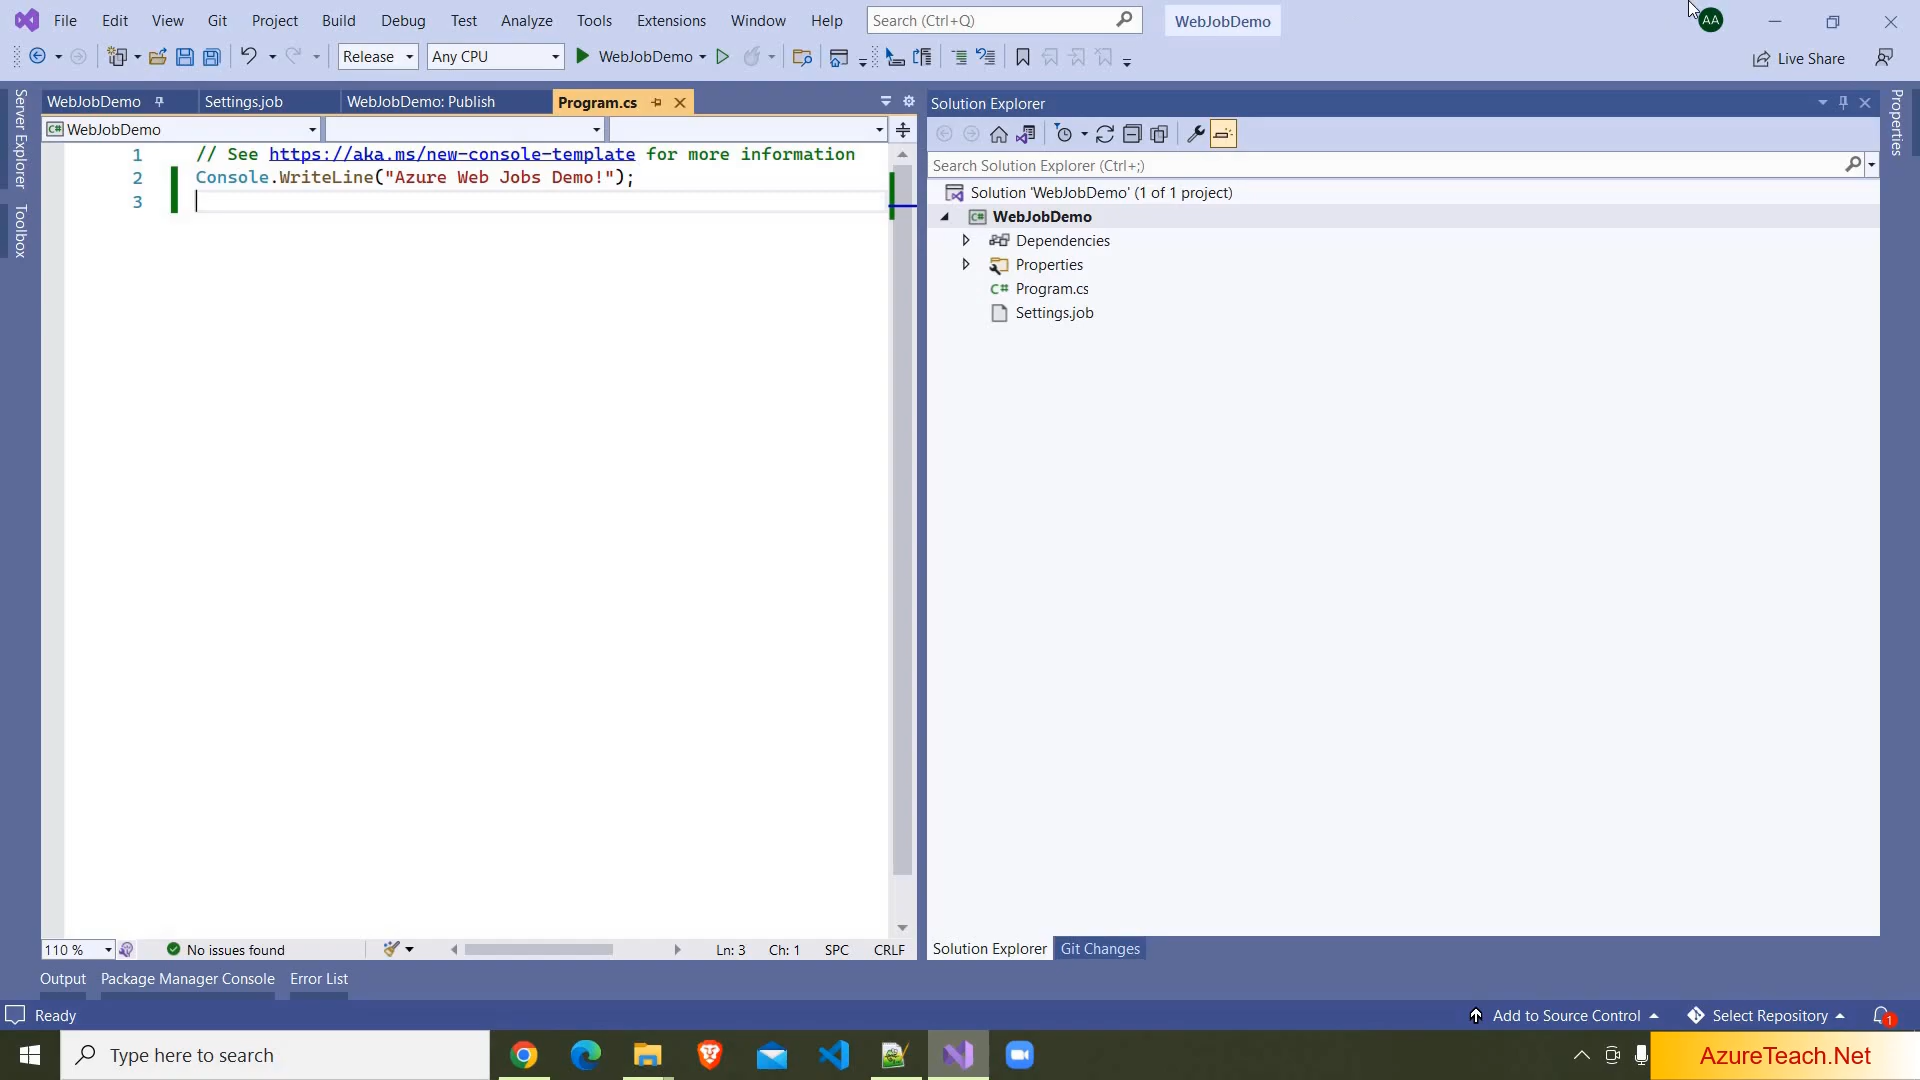 File Edit View Git Project Build Debug Test Analyze Tools Extensions Window Help Search (Ctrl+Q) WebJobDemo AA
Release Any CPU WebJobDemo Live Share
Server Explorer
Toolbox
WebJobDemo Settings.job WebJobDemo: Publish Program.cs
WebJobDemo
1 // See https://aka.ms/new-console-template for more information
2 Console.WriteLine("Azure Web Jobs Demo!");
3
110 % No issues found Ln: 3 Ch: 1 SPC CRLF
Solution Explorer
Search Solution Explorer (Ctrl+;)
Solution 'WebJobDemo' (1 of 1 project)
WebJobDemo
Dependencies
Properties
Program.cs
Settings.job
Solution Explorer Git Changes
Properties
Output Package Manager Console Error List
Ready Add to Source Control Select Repository 1
Type here to search
AzureTeach.Net